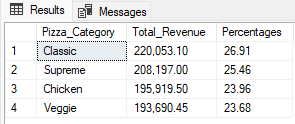 Results Messages
Pizza_Category Total_Revenue Percentages
1 Classic 220,053.10 26.91
2 Supreme 208,197.00 25.46
3 Chicken 195,919.50 23.96
4 Veggie 193,690.45 23.68